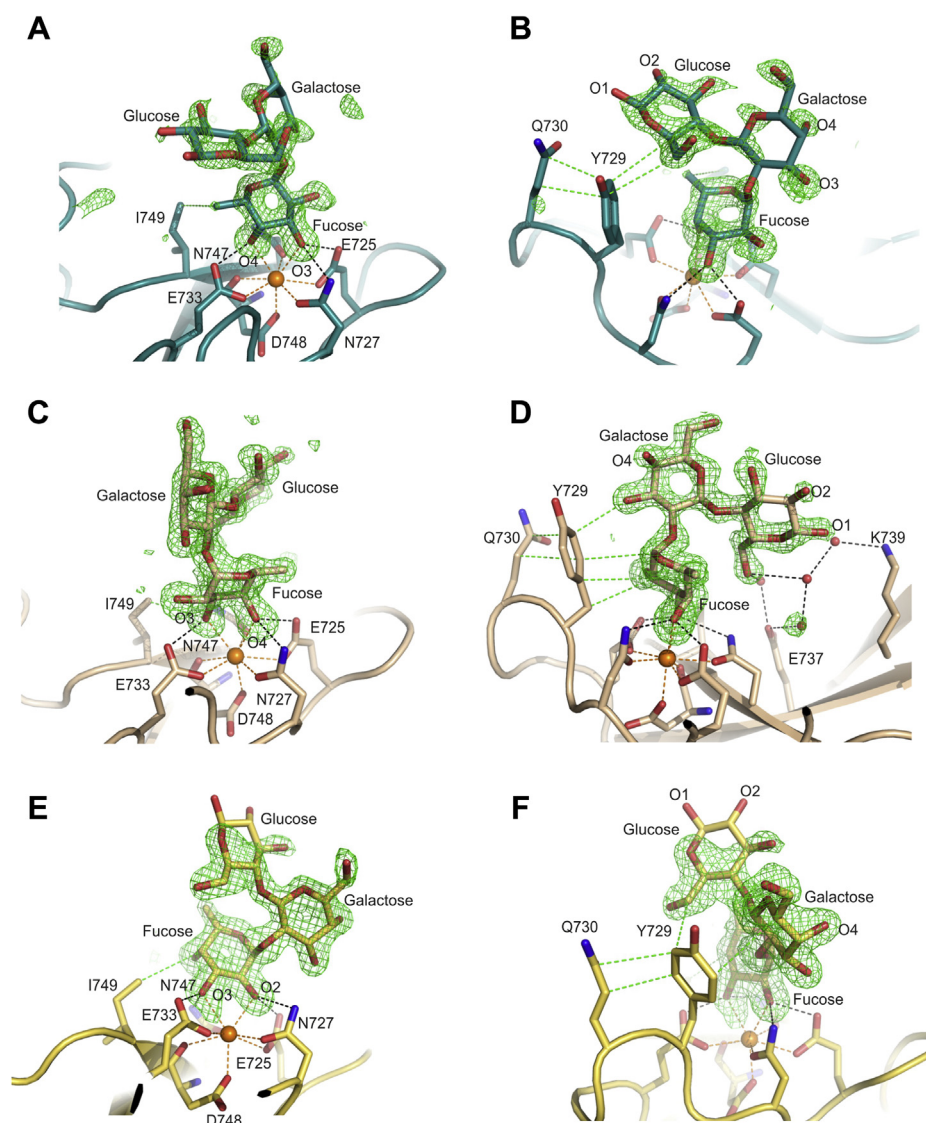 A
Galactose
Glucose
I749
Fucose
N747
E725
O4
O3
E733
D748
N727
B
O2
Glucose
O1
Galactose
Q730
O4
Y729
O3
Fucose
C
Galactose
Glucose
I749
Fucose
O3
O4
E725
N747
E733
N727
D748
D
Galactose
Glucose
O4
Y729
O2
O1
Q730
K739
Fucose
E737
E
Glucose
Galactose
Fucose
I749
N747
O3
O2
E733
N727
E725
D748
F
O1
O2
Glucose
Galactose
Q730
Y729
O4
Fucose